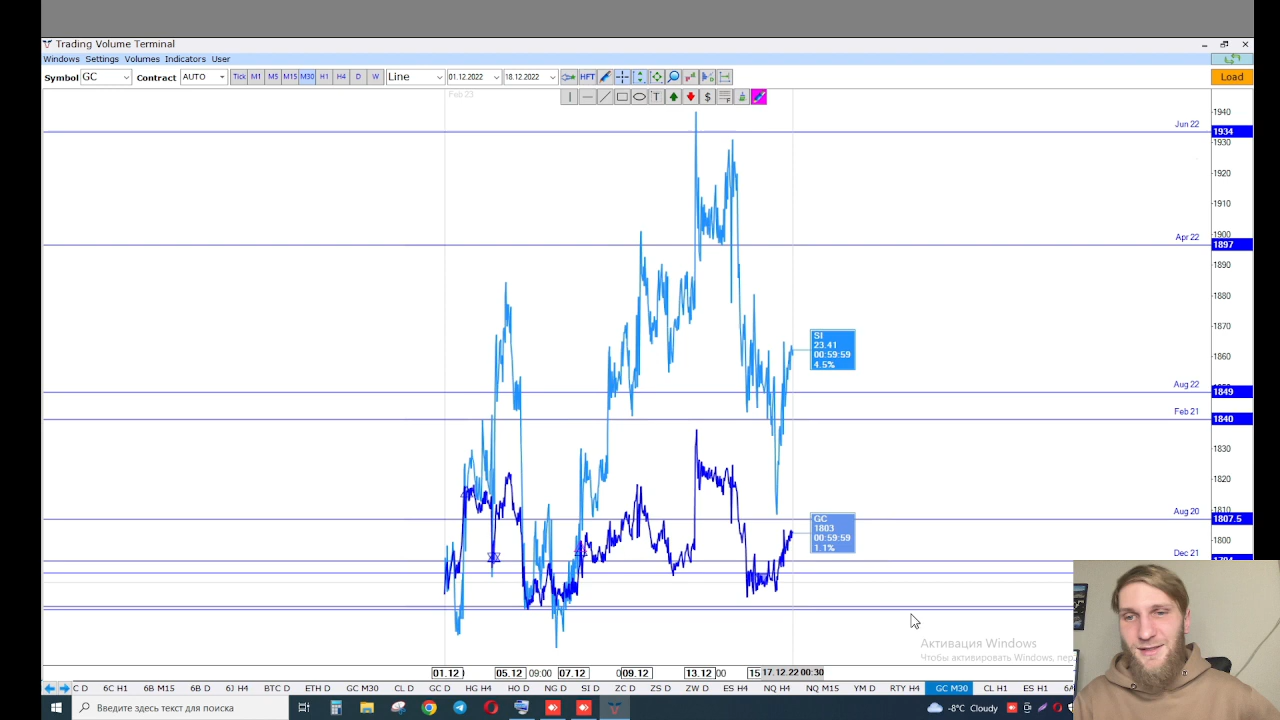 Trading Volume Terminal
Windows Settings Volumes Indicators User
Symbol GC Contract AUTO Tick M1 M5 M15 M30 H1 H4 D W Line 01.12.2022 18.12.2022 HFT Load
T $
Feb 23
1940
Jun 22 1934
1930
1920
1910
1900
Apr 22 1897
1890
1880
1870
SI
23.41
00:59:59
4.5%
1860
Aug 22 1849
Feb 21 1840
1830
1820
1810
Aug 20 1807.5
GC
1803
00:59:59
1.1%
1800
Dec 21
Активация Windows
Чтобы активировать Windows, пер
01.12 05.12 09:00 07.12 09.12 13.12 00 15 17.12.22 00:30
C D 6C H1 6B M15 6B D 6J H4 BTC D ETH D GC M30 CL D GC D HG H4 HO D NG D SI D ZC D ZS D ZW D ES H4 NQ H4 NQ M15 YM D RTY H4 GC M30 CL H1 ES H1
Введите здесь текст для поиска
-8°C Cloudy